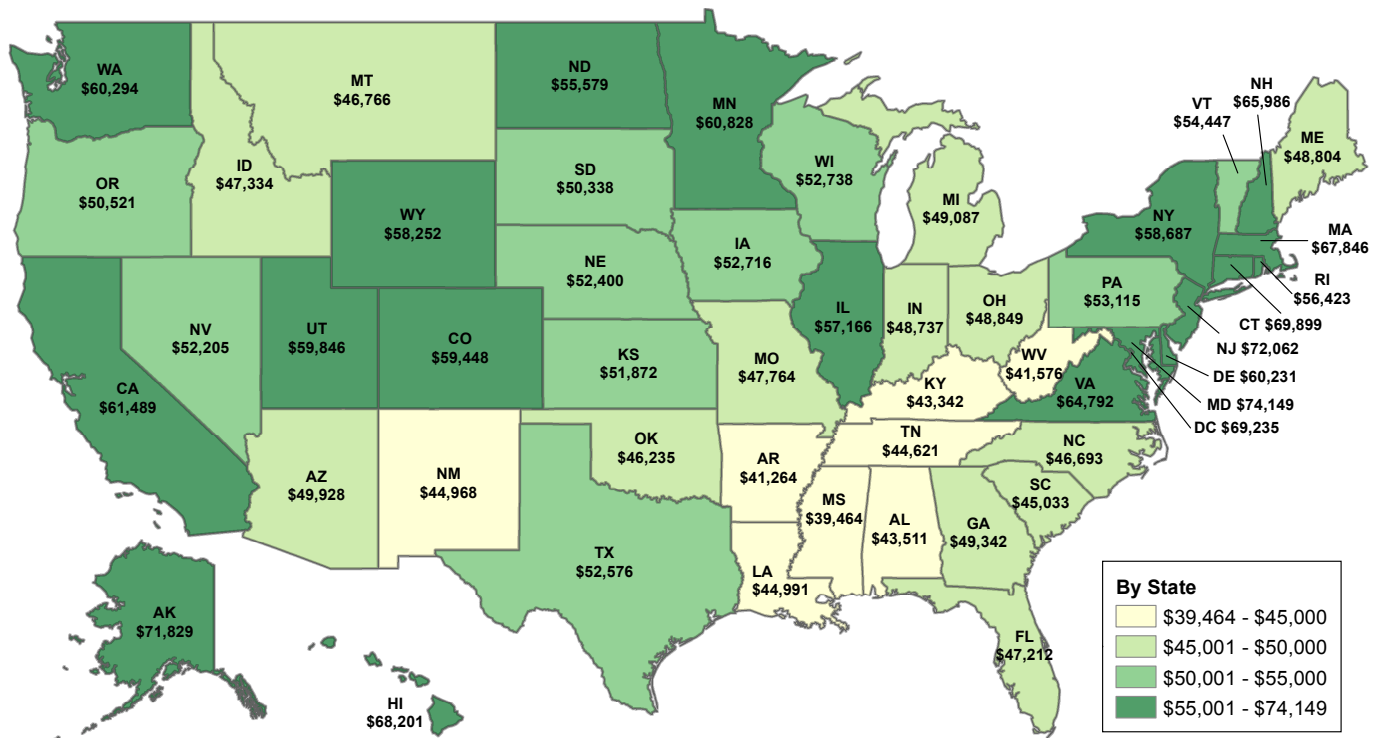 WA
$60,294
MT
$46,766
ND
$55,579
MN
$60,828
VT
$54,447
NH
$65,986
ME
$48,804
OR
$50,521
ID
$47,334
SD
$50,338
WI
$52,738
MI
$49,087
NY
$58,687
MA
$67,846
RI
$56,423
WY
$58,252
NE
$52,400
IA
$52,716
PA
$53,115
CT $69,899
NJ $72,062
DE $60,231
MD $74,149
DC $69,235
CA
$61,489
NV
$52,205
UT
$59,846
CO
$59,448
KS
$51,872
MO
$47,764
IL
$57,166
IN
$48,737
OH
$48,849
WV
$41,576
VA
$64,792
KY
$43,342
AZ
$49,928
NM
$44,968
OK
$46,235
AR
$41,264
TN
$44,621
NC
$46,693
SC
$45,033
TX
$52,576
LA
$44,991
MS
$39,464
AL
$43,511
GA
$49,342
FL
$47,212
AK
$71,829
HI
$68,201
By State
$39,464 - $45,000
$45,001 - $50,000
$50,001 - $55,000
$55,001 - $74,149